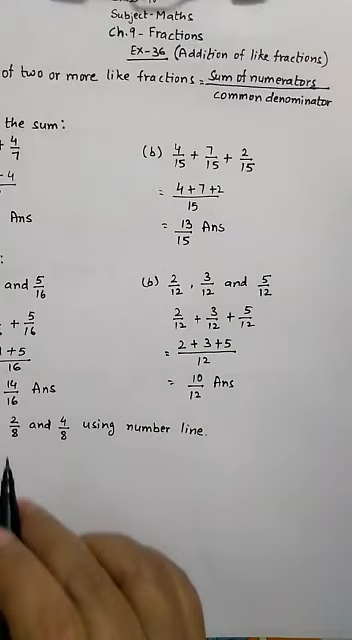 Subject-Maths
Ch.9- Fractions
Ex-36 (Addition of like fractions)
of two or more like fractions = Sum of numerators / common denominator
the sum:
+ 4/7
(b) 4/15 + 7/15 + 2/15
= 4+7+2 / 15
Ans
= 13/15 Ans
and 5/16
(b) 2/12, 3/12 and 5/12
+ 5/16
2/12 + 3/12 + 5/12
+5 / 16
= 2+3+5 / 12
14/16 Ans
= 10/12 Ans
2/8 and 4/8 using number line.